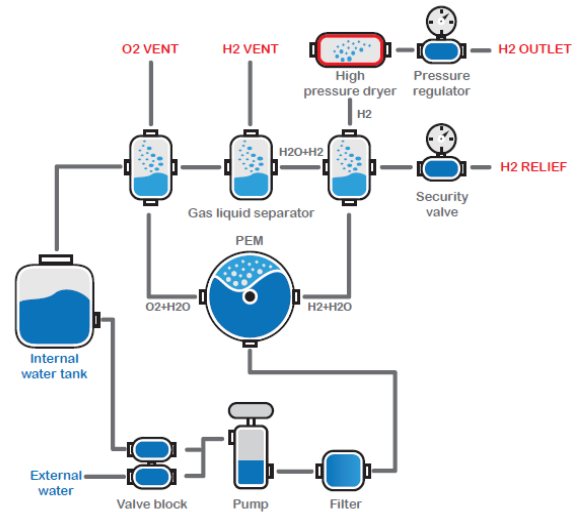 O2 VENT
H2 VENT
H2 OUTLET
High
pressure dryer
Pressure
regulator
H2
H2O+H2
H2 RELIEF
Security
valve
Gas liquid separator
PEM
O2+H2O
H2+H2O
Internal
water tank
External
water
Valve block
Pump
Filter